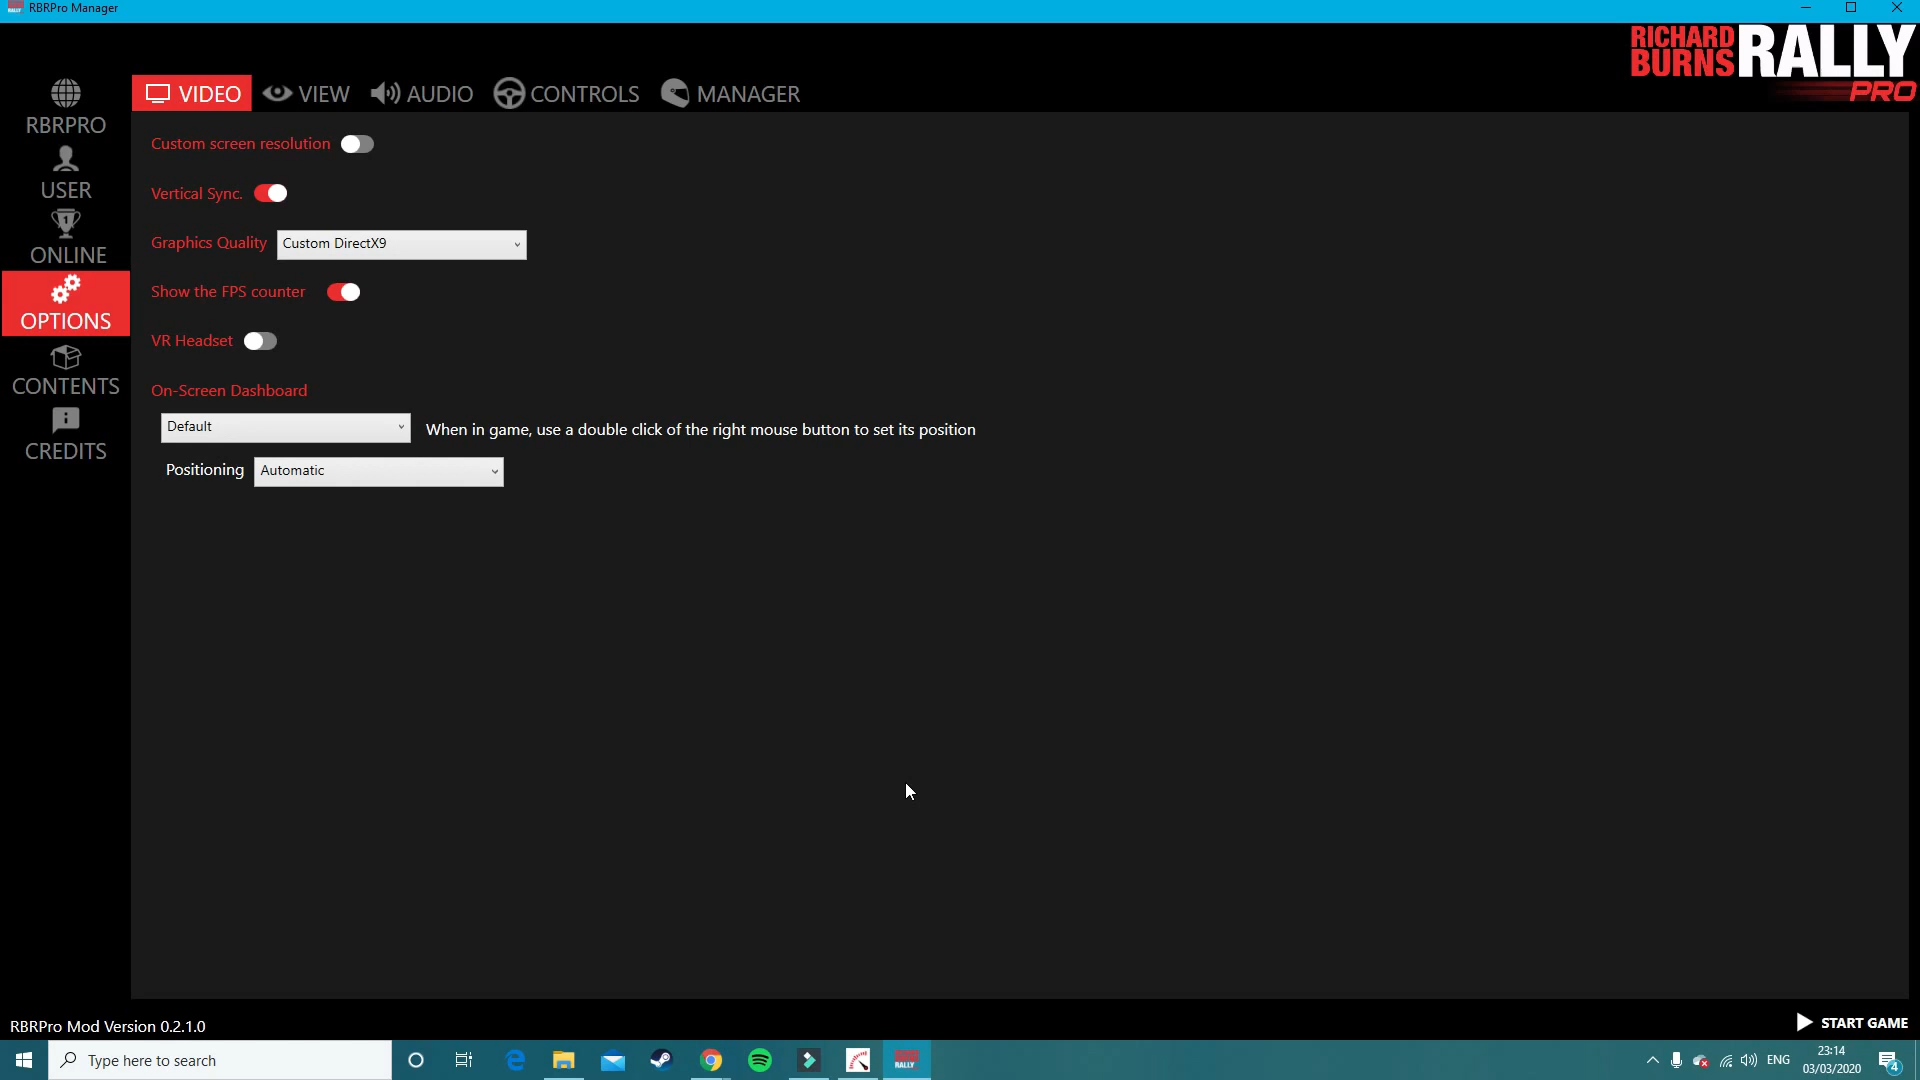 RBRPro Manager
RICHARD BURNS RALLY PRO
VIDEO VIEW AUDIO CONTROLS MANAGER
RBRPRO
USER
ONLINE
OPTIONS
CONTENTS
CREDITS
Custom screen resolution
Vertical Sync.
Graphics Quality Custom DirectX9
Show the FPS counter
VR Headset
On-Screen Dashboard
Default When in game, use a double click of the right mouse button to set its position
Positioning Automatic
RBRPro Mod Version 0.2.1.0
START GAME
Type here to search
RALLY
ENG
23:14
03/03/2020
4